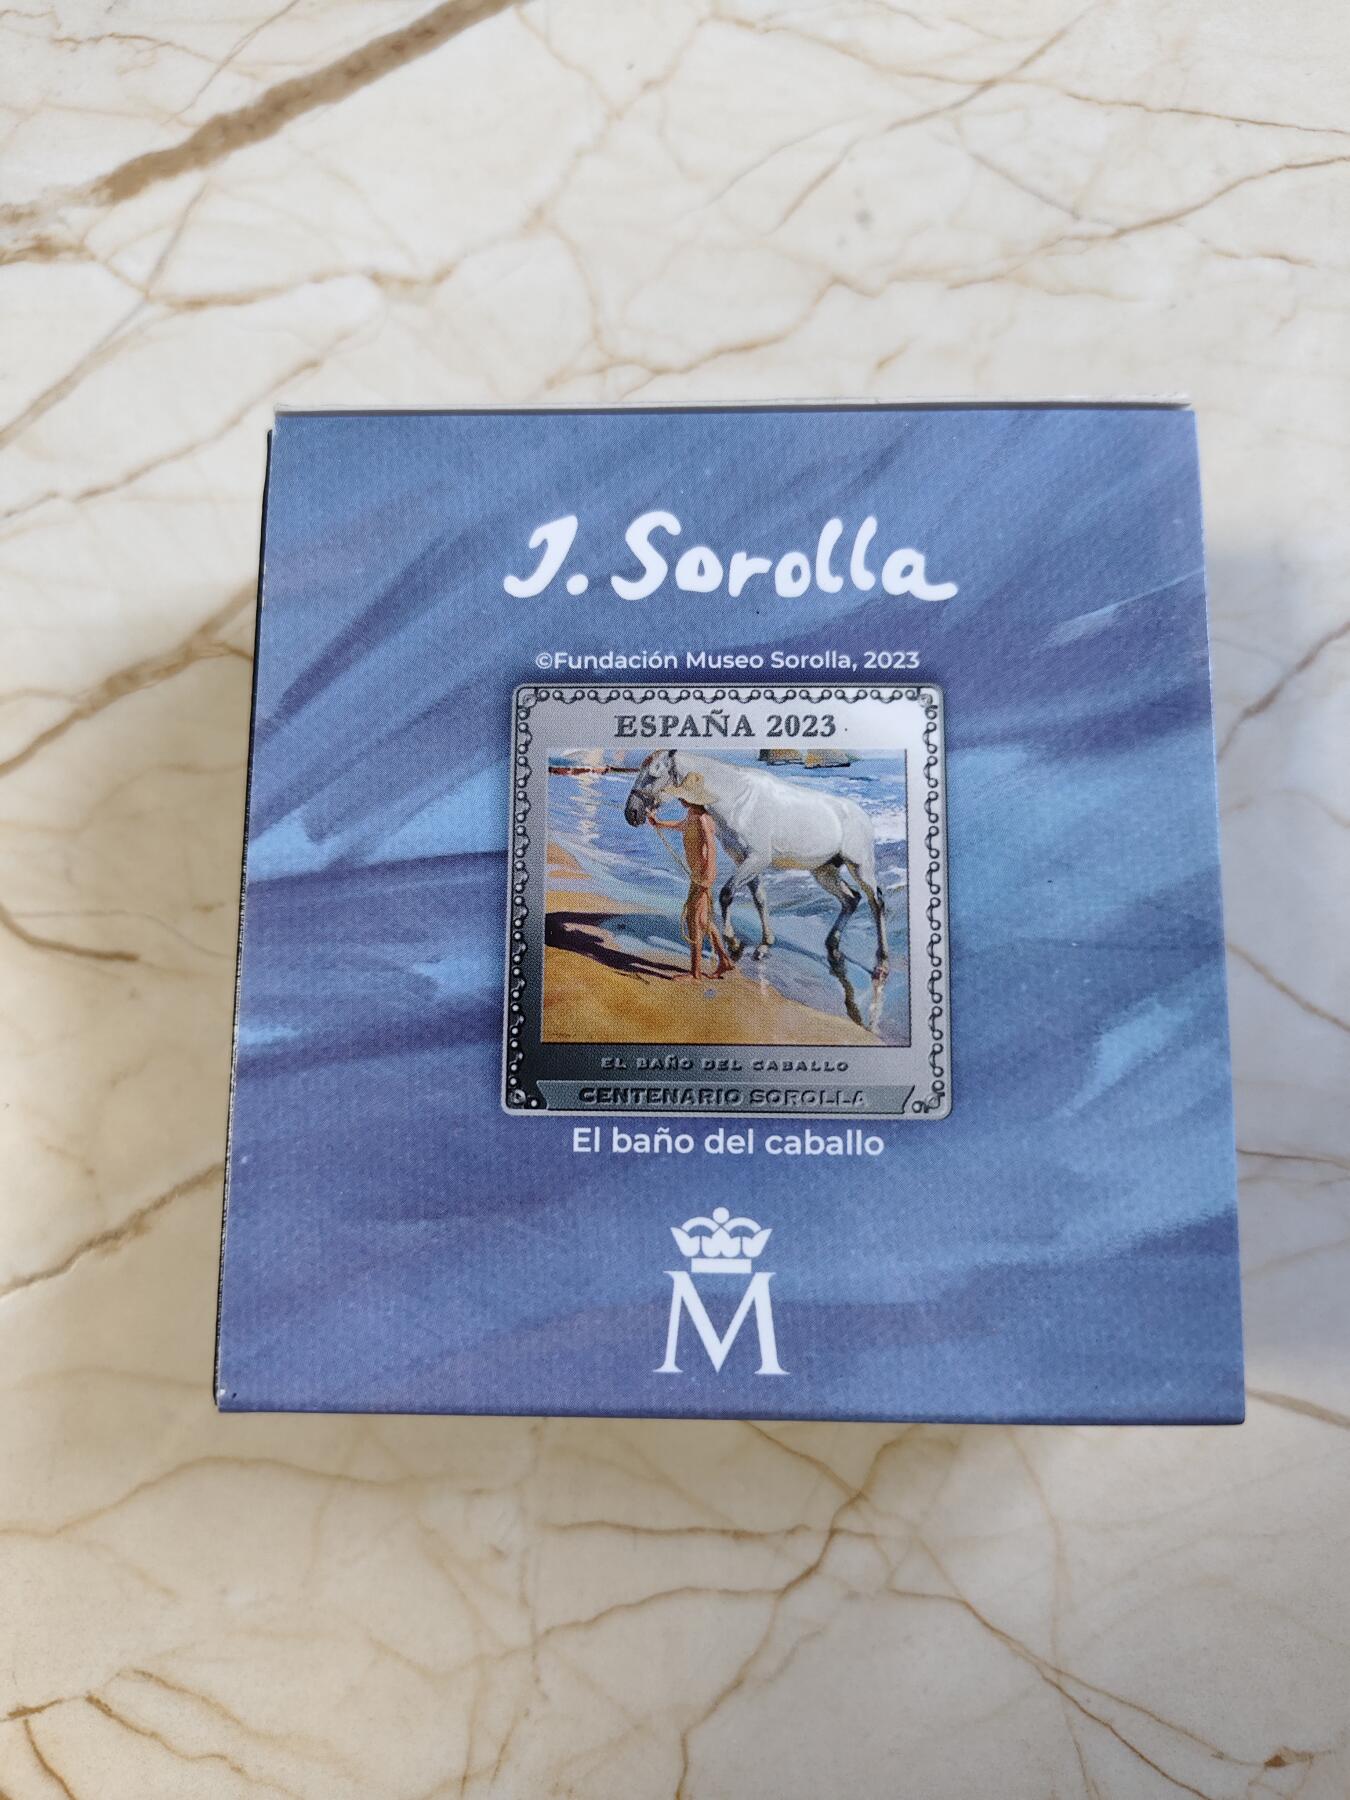 J. Sorolla
©Fundación Museo Sorolla, 2023
ESPAÑA 2023
EL BAÑO DEL CABALLO
CENTENARIO SOROLLA
El baño del caballo
M